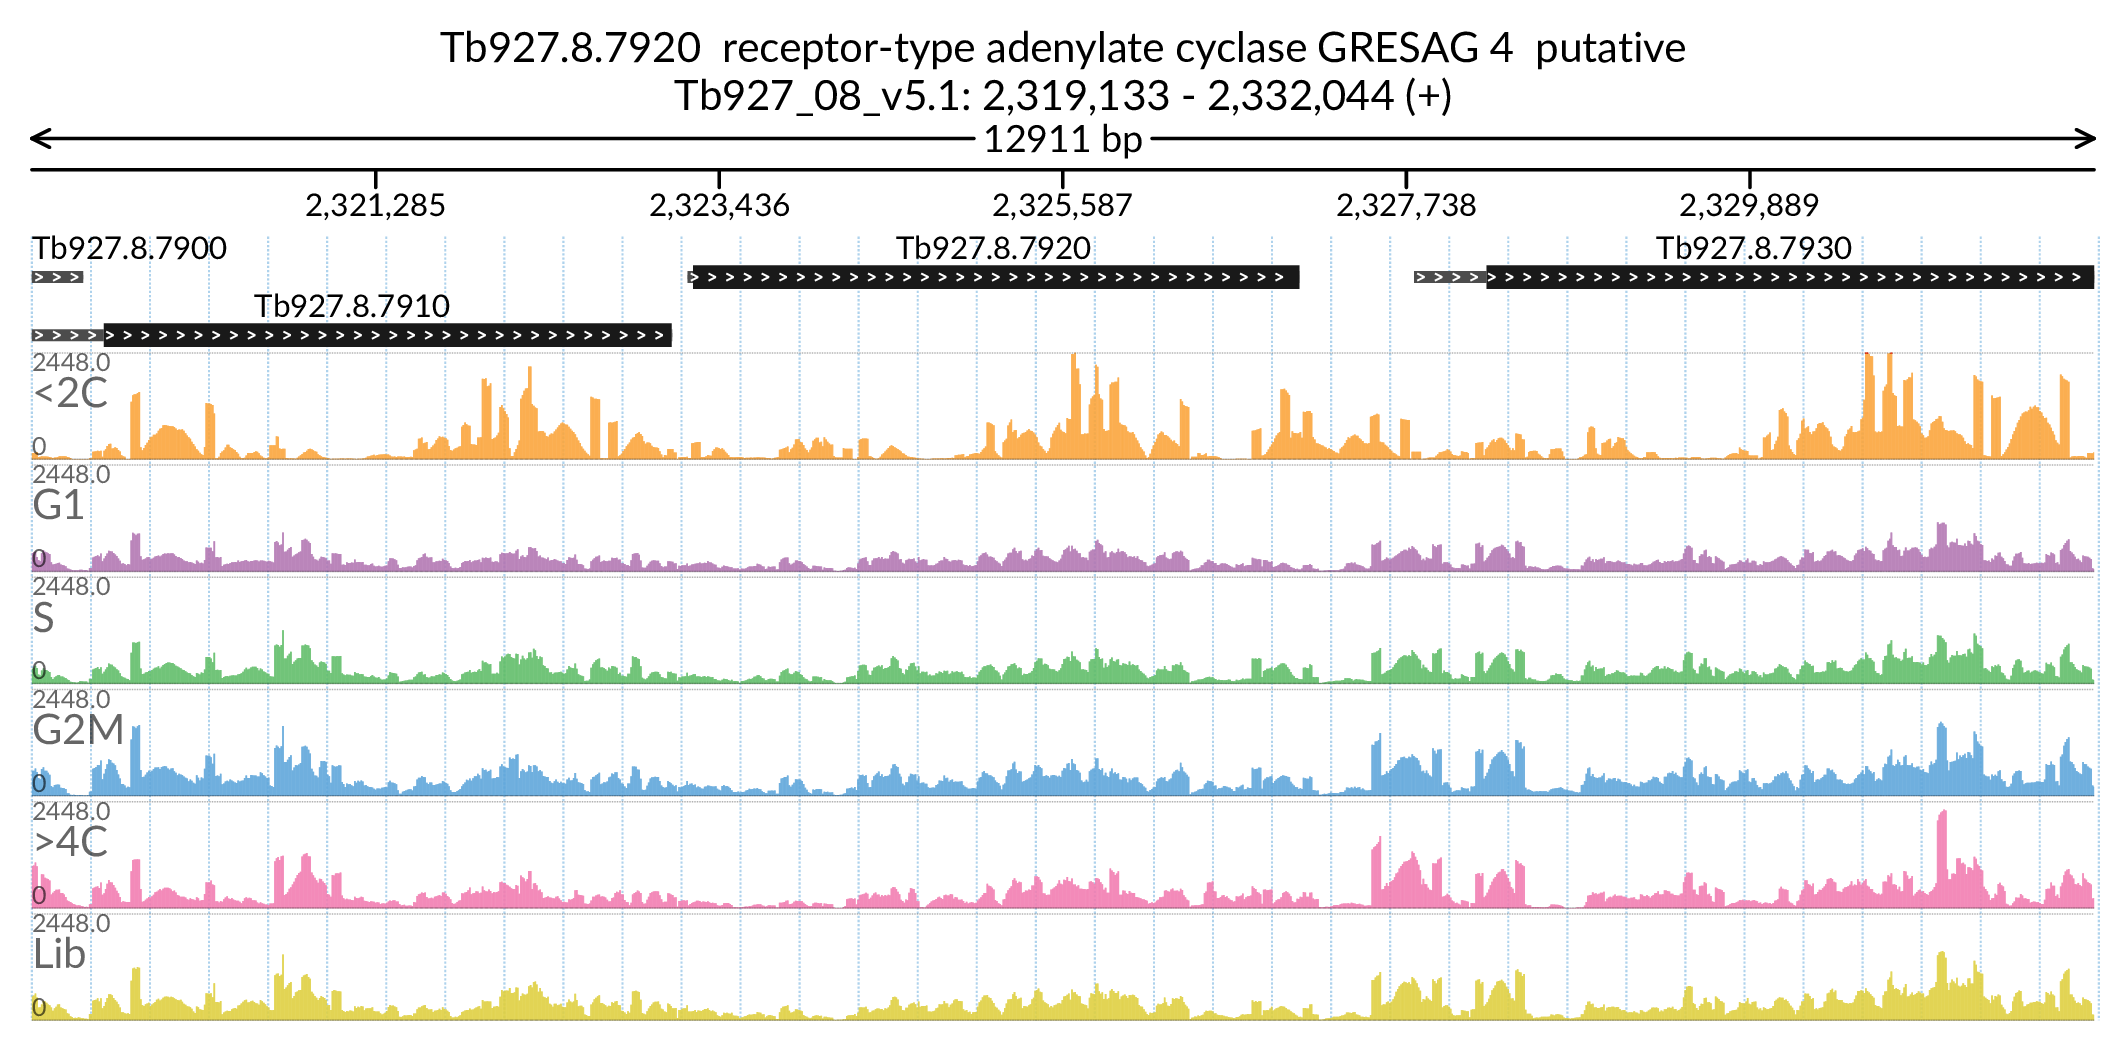 Tb927.8.7920  receptor-type adenylate cyclase GRESAG 4  putative
Tb927_08_v5.1: 2,319,133 - 2,332,044 (+)
12911 bp
2,321,285 2,323,436 2,325,587 2,327,738 2,329,889
Tb927.8.7900 Tb927.8.7920 Tb927.8.7930
Tb927.8.7910
2448.0
<2C
0
2448.0
G1
0
2448.0
S
0
2448.0
G2M
0
2448.0
>4C
0
2448.0
Lib
0